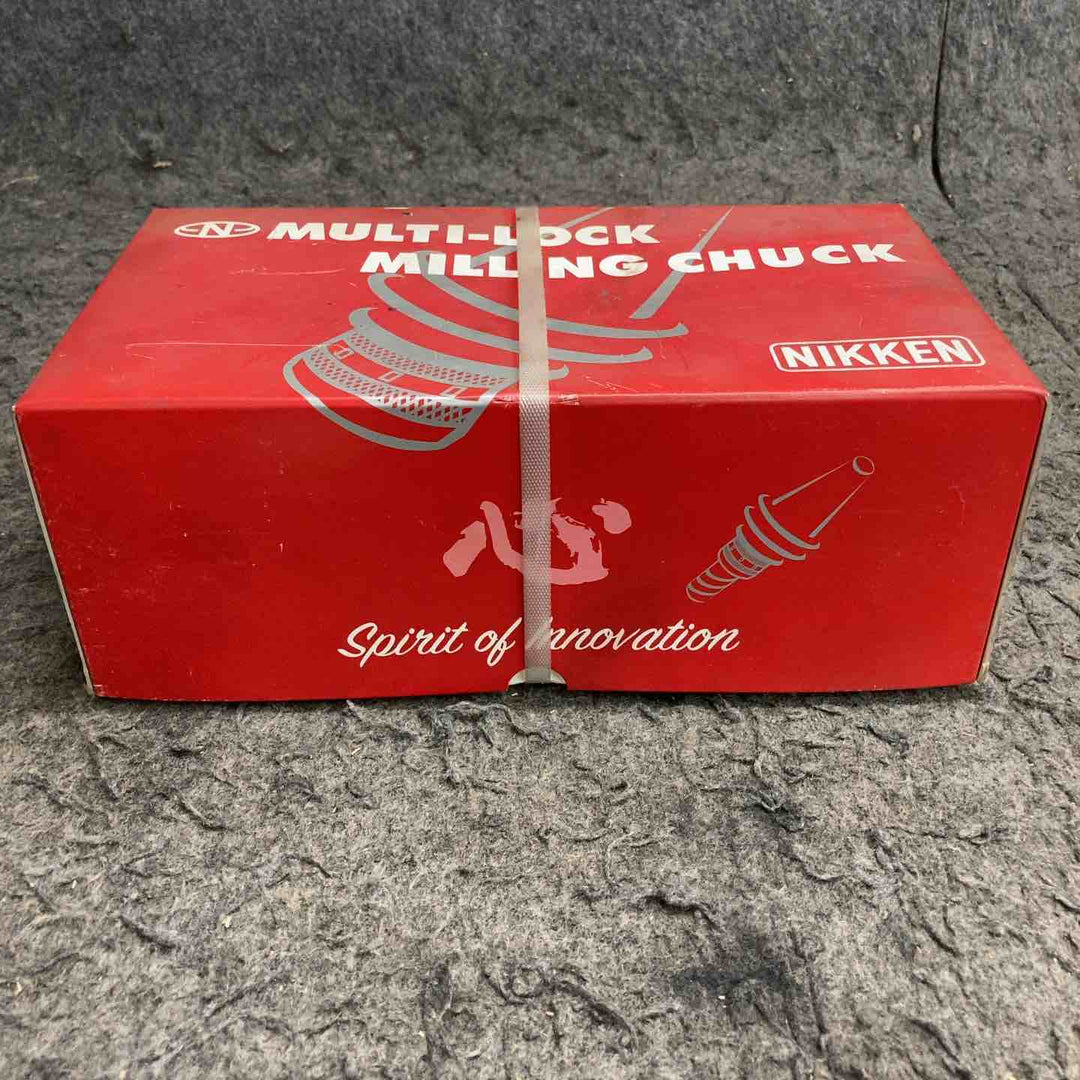 N MULTI-LOCK
MILLING CHUCK
NIKKEN
心
Spirit of Innovation